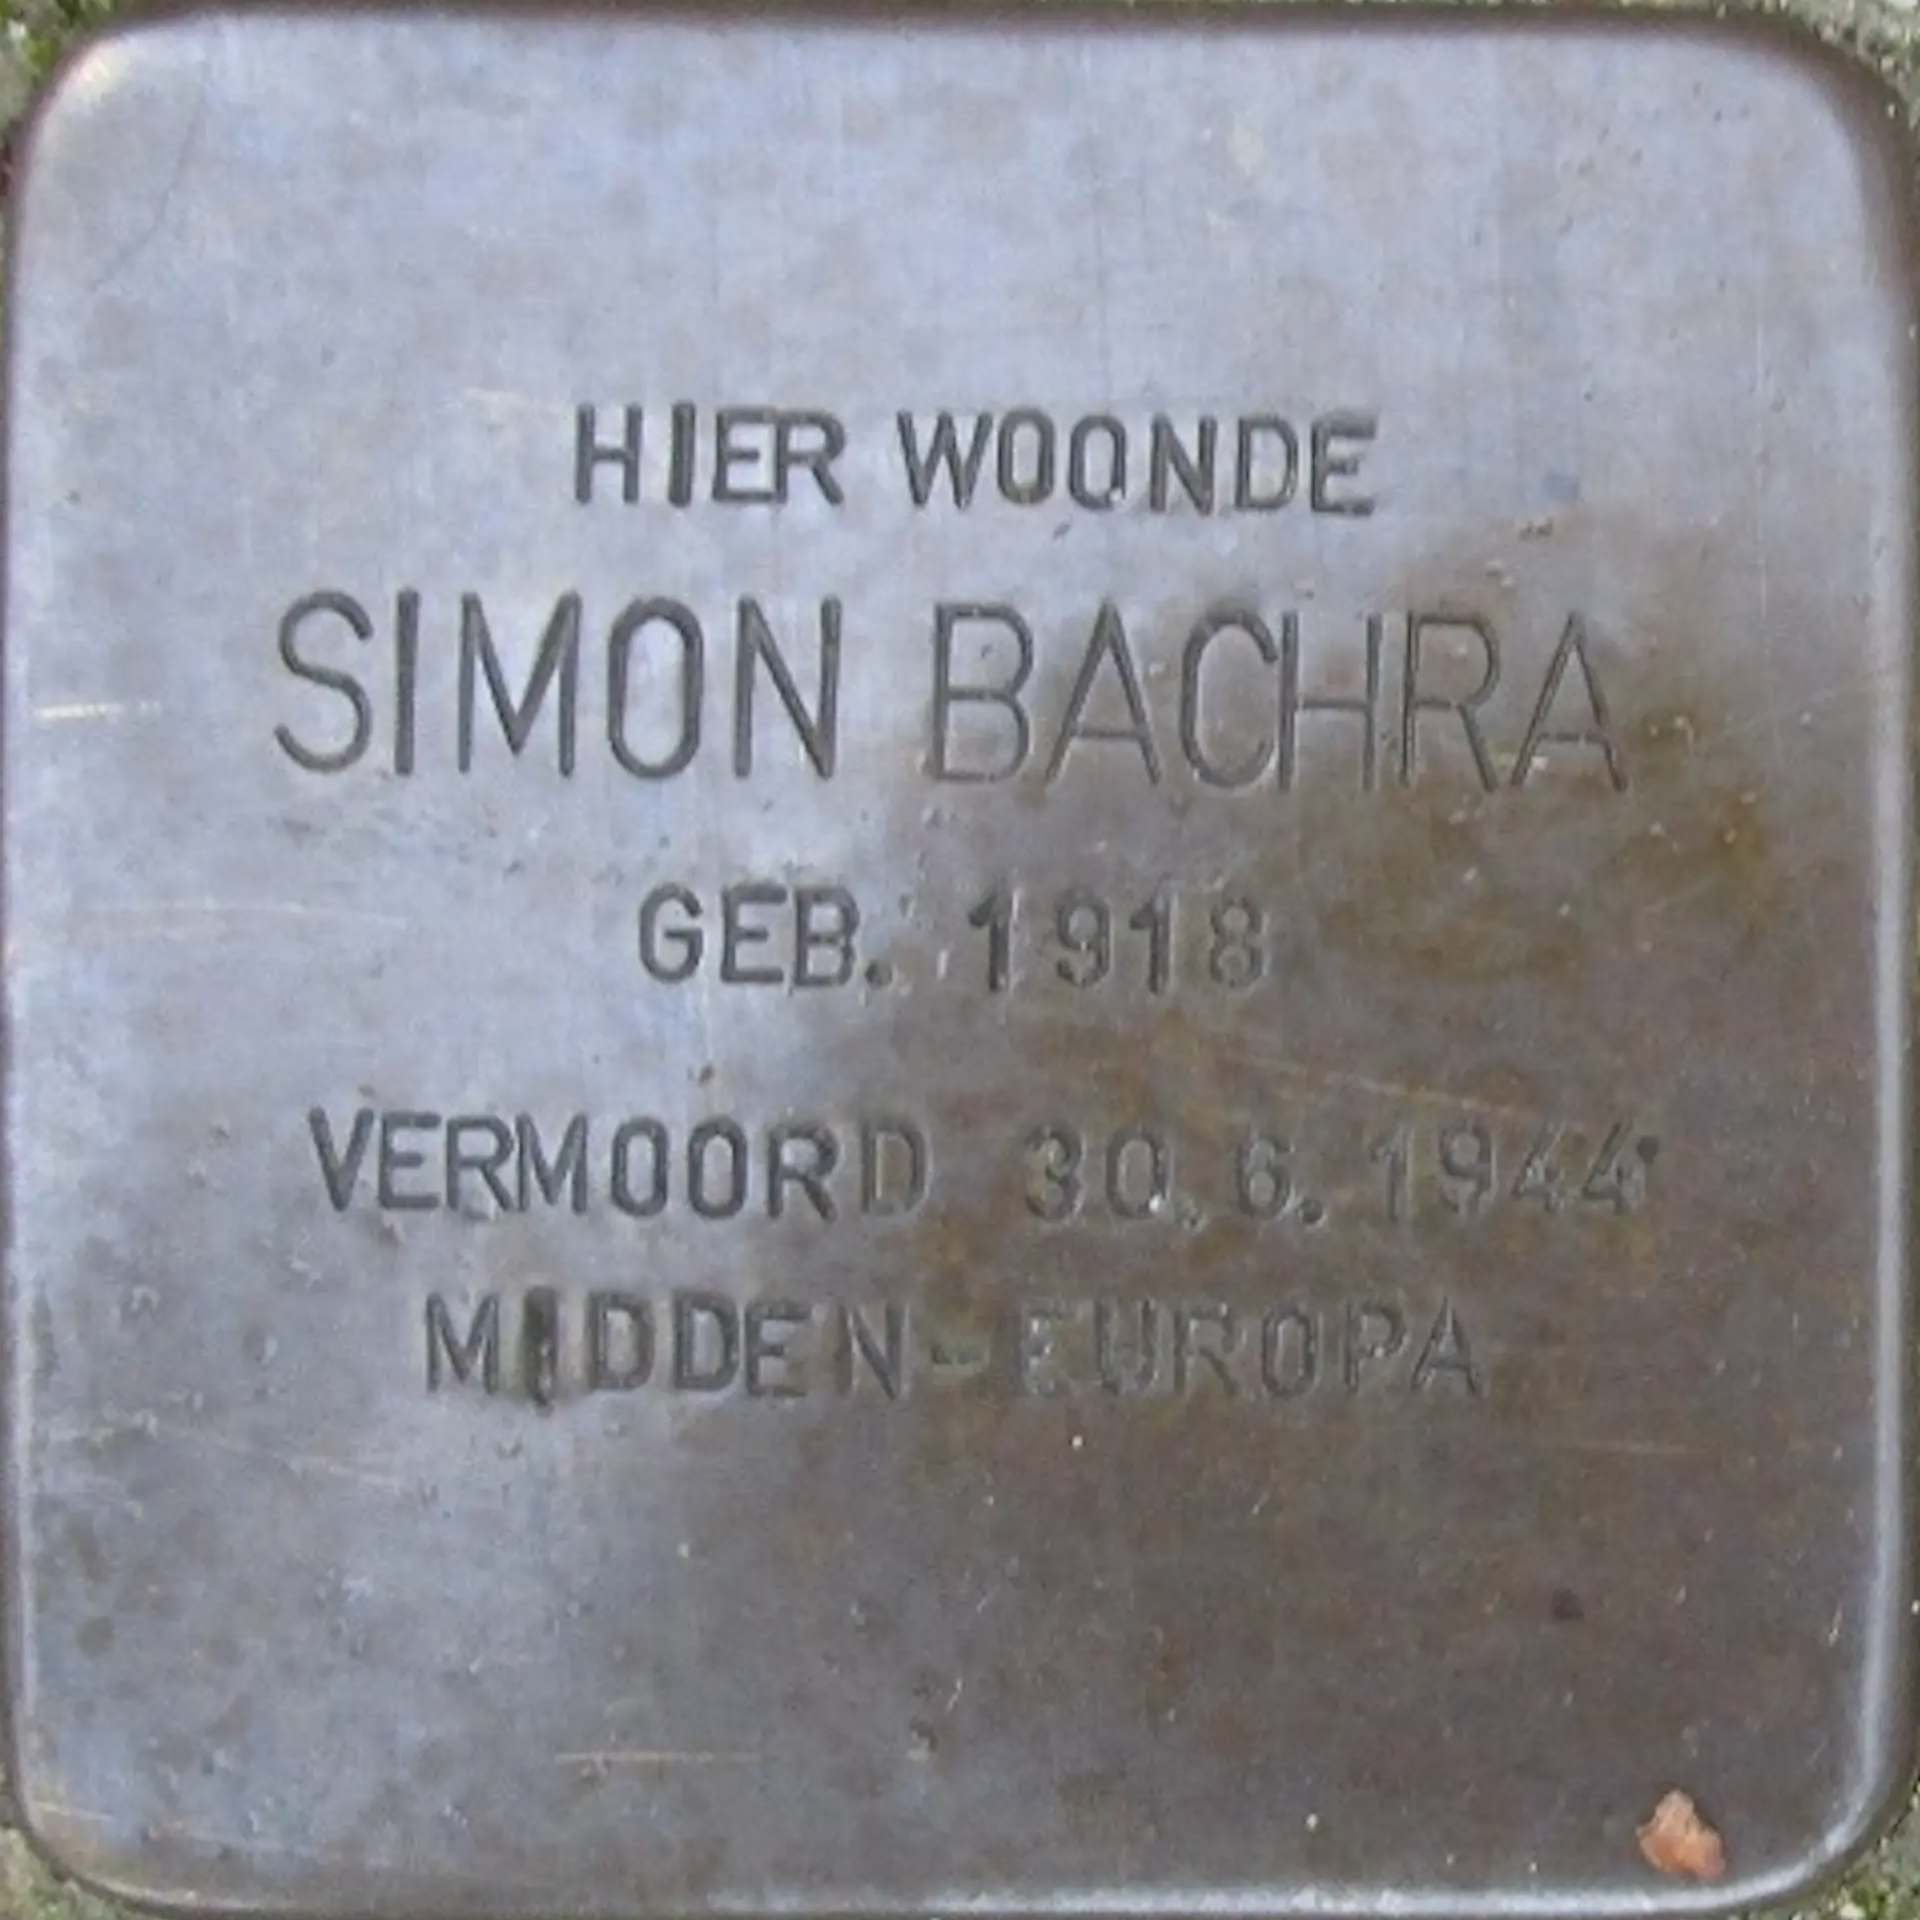 HIER WOONDE
SIMON BACHRA
GEB. 1918
VERMOORD 30.6.1944
MIDDEN-EUROPA